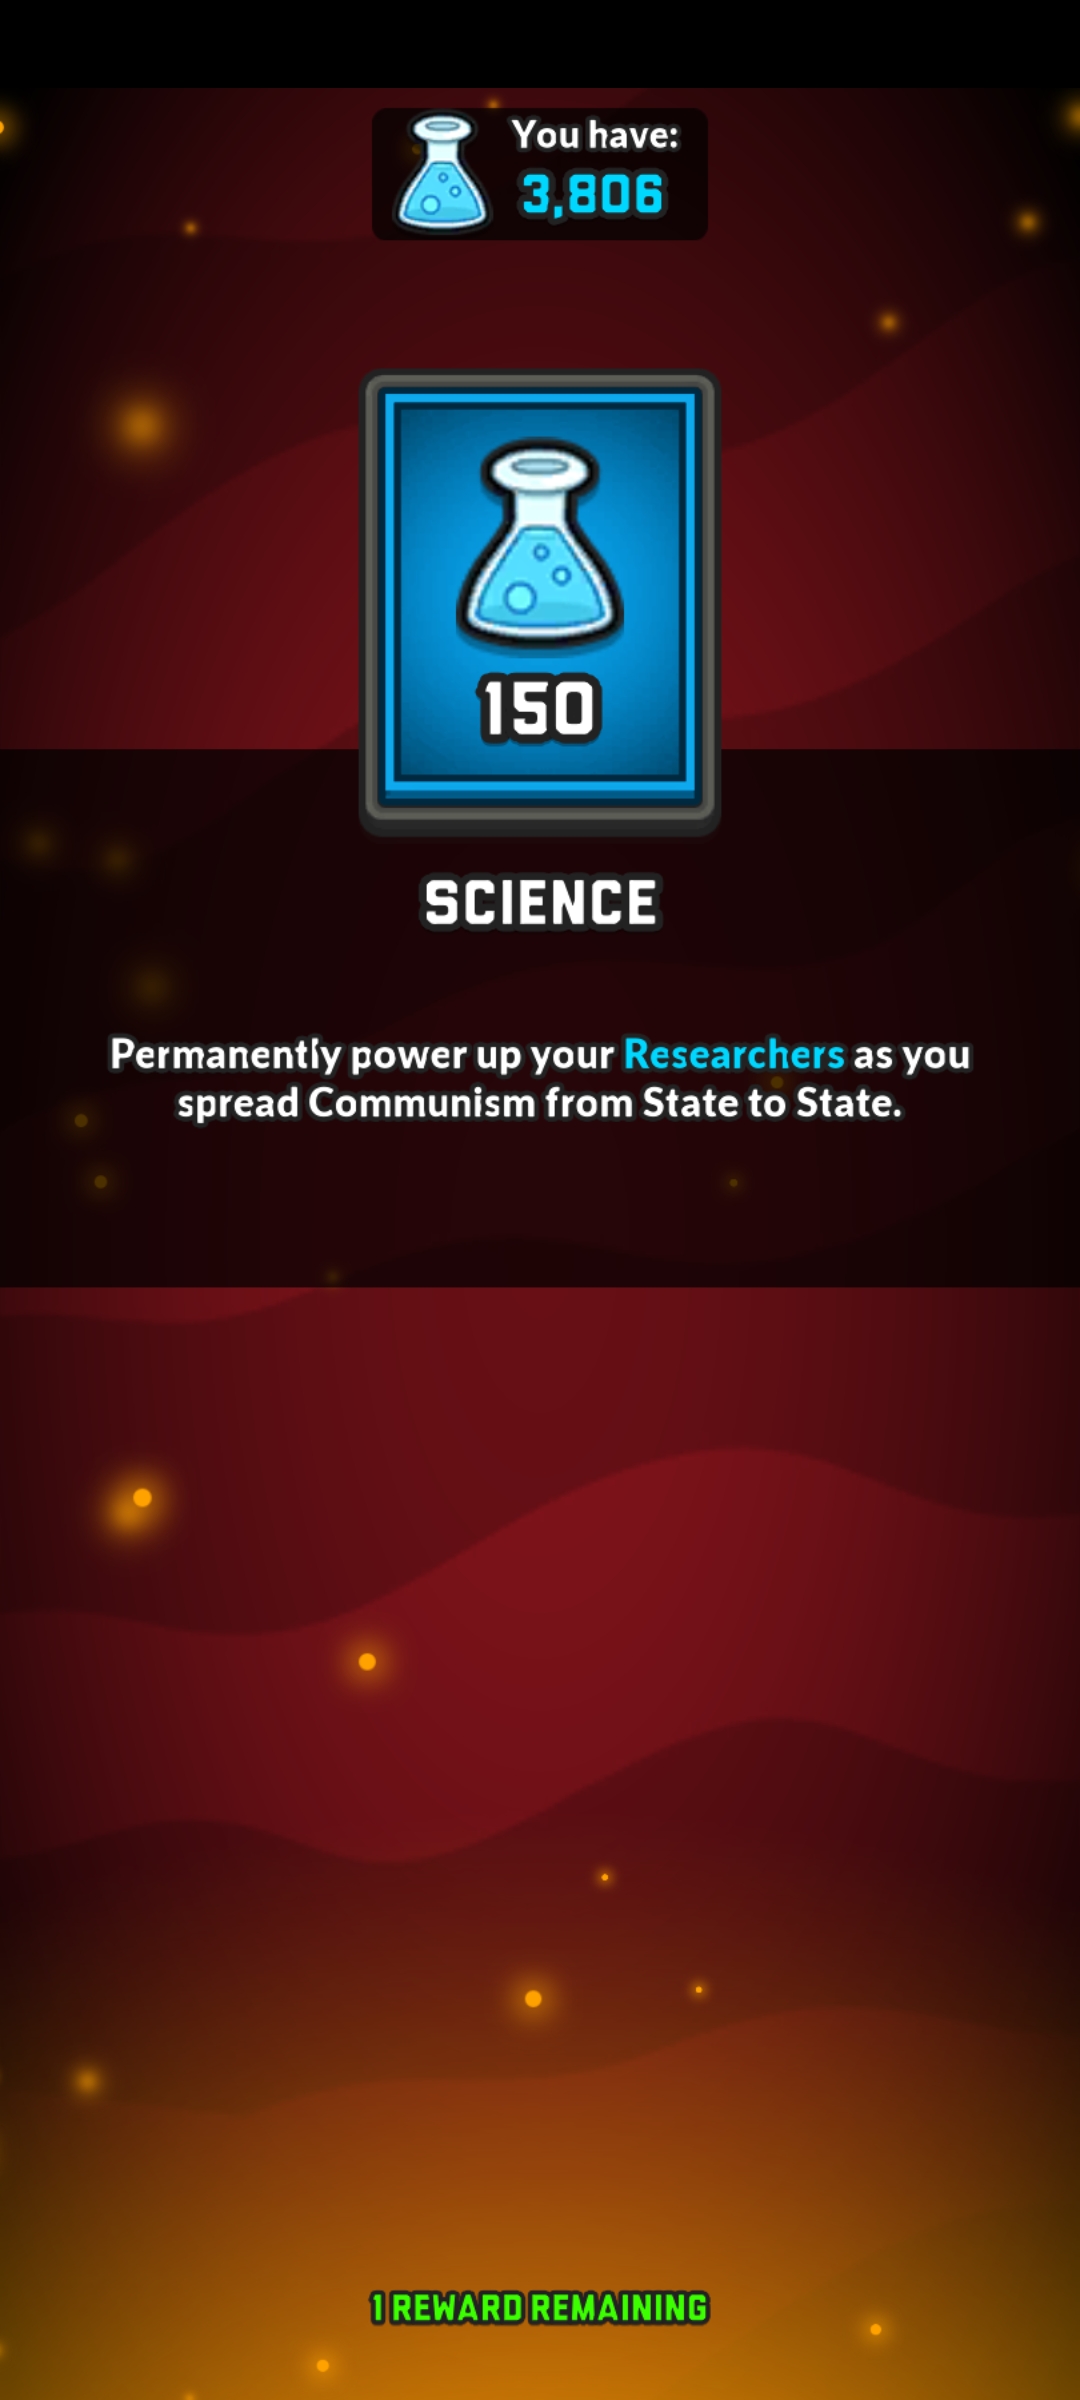 You have:
3,806
150
SCIENCE
Permanently power up your Researchers as you
spread Communism from State to State.
1 REWARD REMAINING